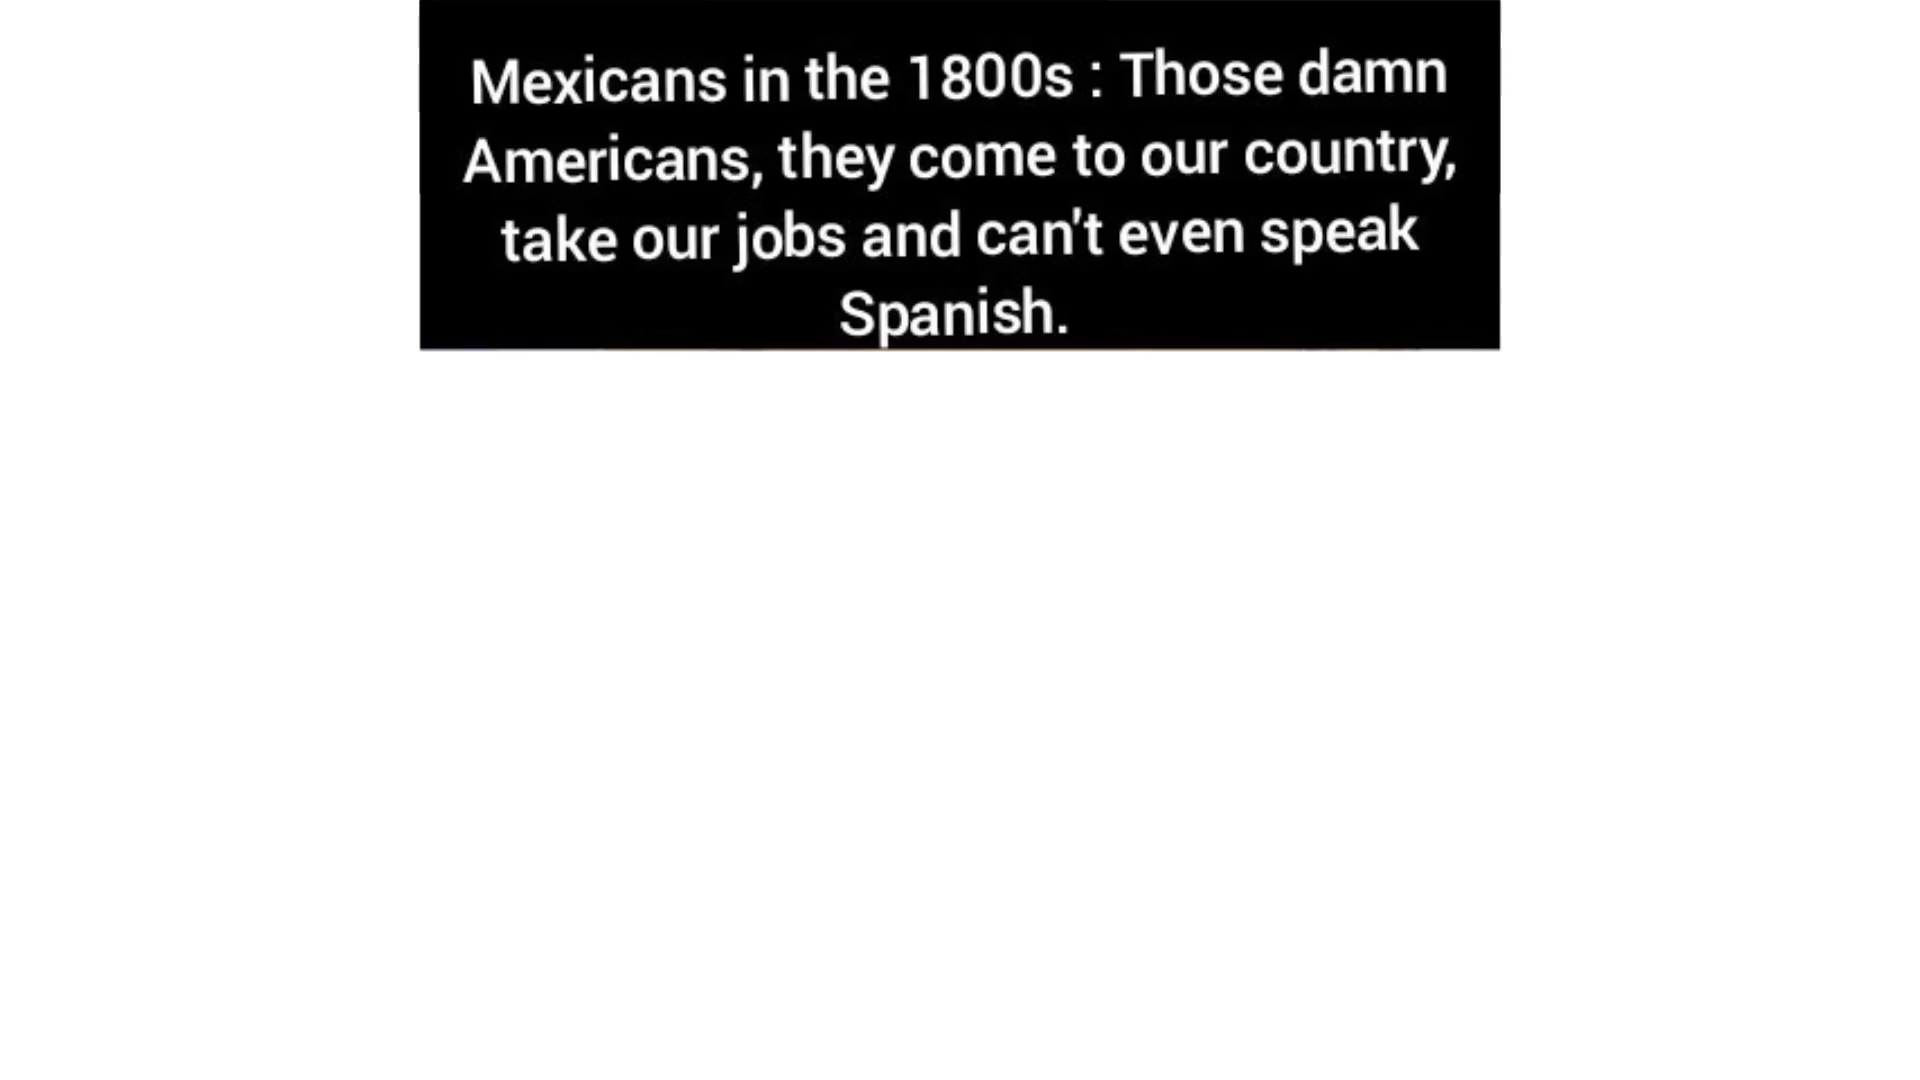 Mexicans in the 1800s : Those damn
Americans, they come to our country,
take our jobs and can't even speak
Spanish.